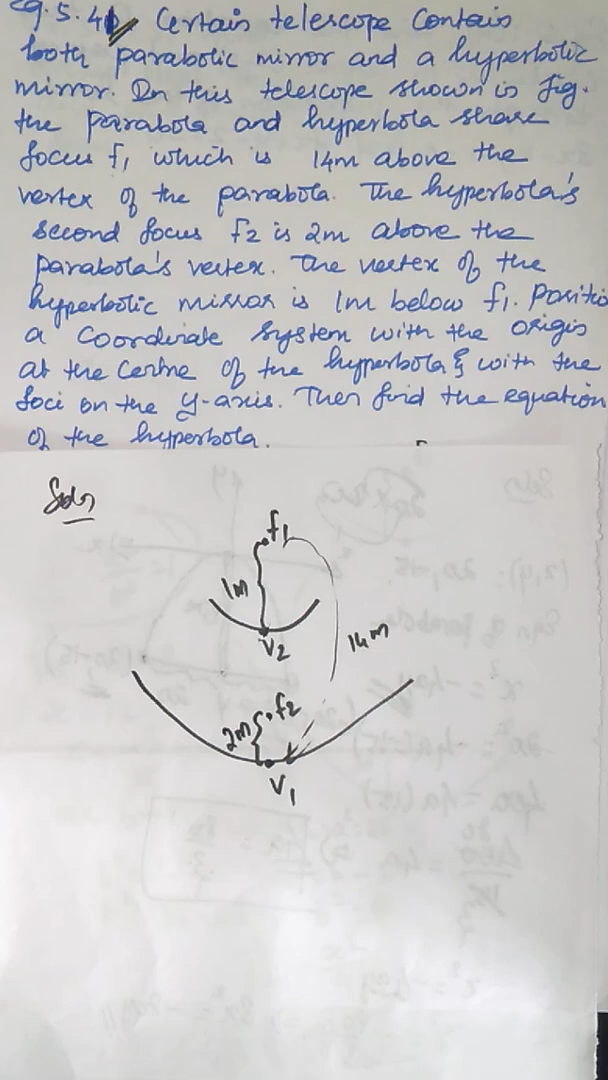 g.5.40, Certain telescope Contain
both parabolic mirror and a hyperbolic
mirror. In this telescope shown in fig.
the parabola and hyperbola share
focus f₁ which is 14m above the
vertex of the parabola. The hyperbola's
second focus f2 is 2m above the
parabola's vertex. The vertex of the
hyperbolic mirror is 1m below f₁. Positio
a Coordinate system with the origin
at the Centre of the hyperbola & with the
foci on the y-axis. Then find the equation
of the hyperbola.
Soln
f₁
1m
V₂
14m
2m f₂
V₁